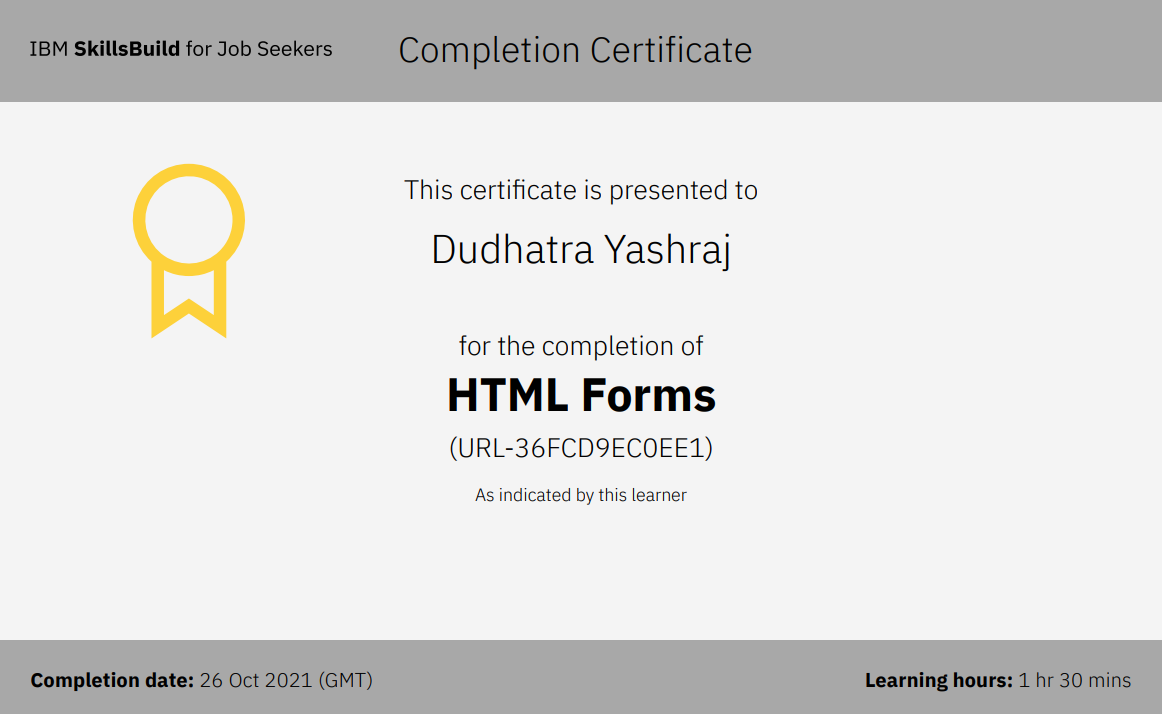 IBM SkillsBuild for Job Seekers
Completion Certificate
This certificate is presented to
Dudhatra Yashraj
for the completion of
HTML Forms
(URL-36FCD9EC0EE1)
As indicated by this learner
Completion date: 26 Oct 2021 (GMT)
Learning hours: 1 hr 30 mins